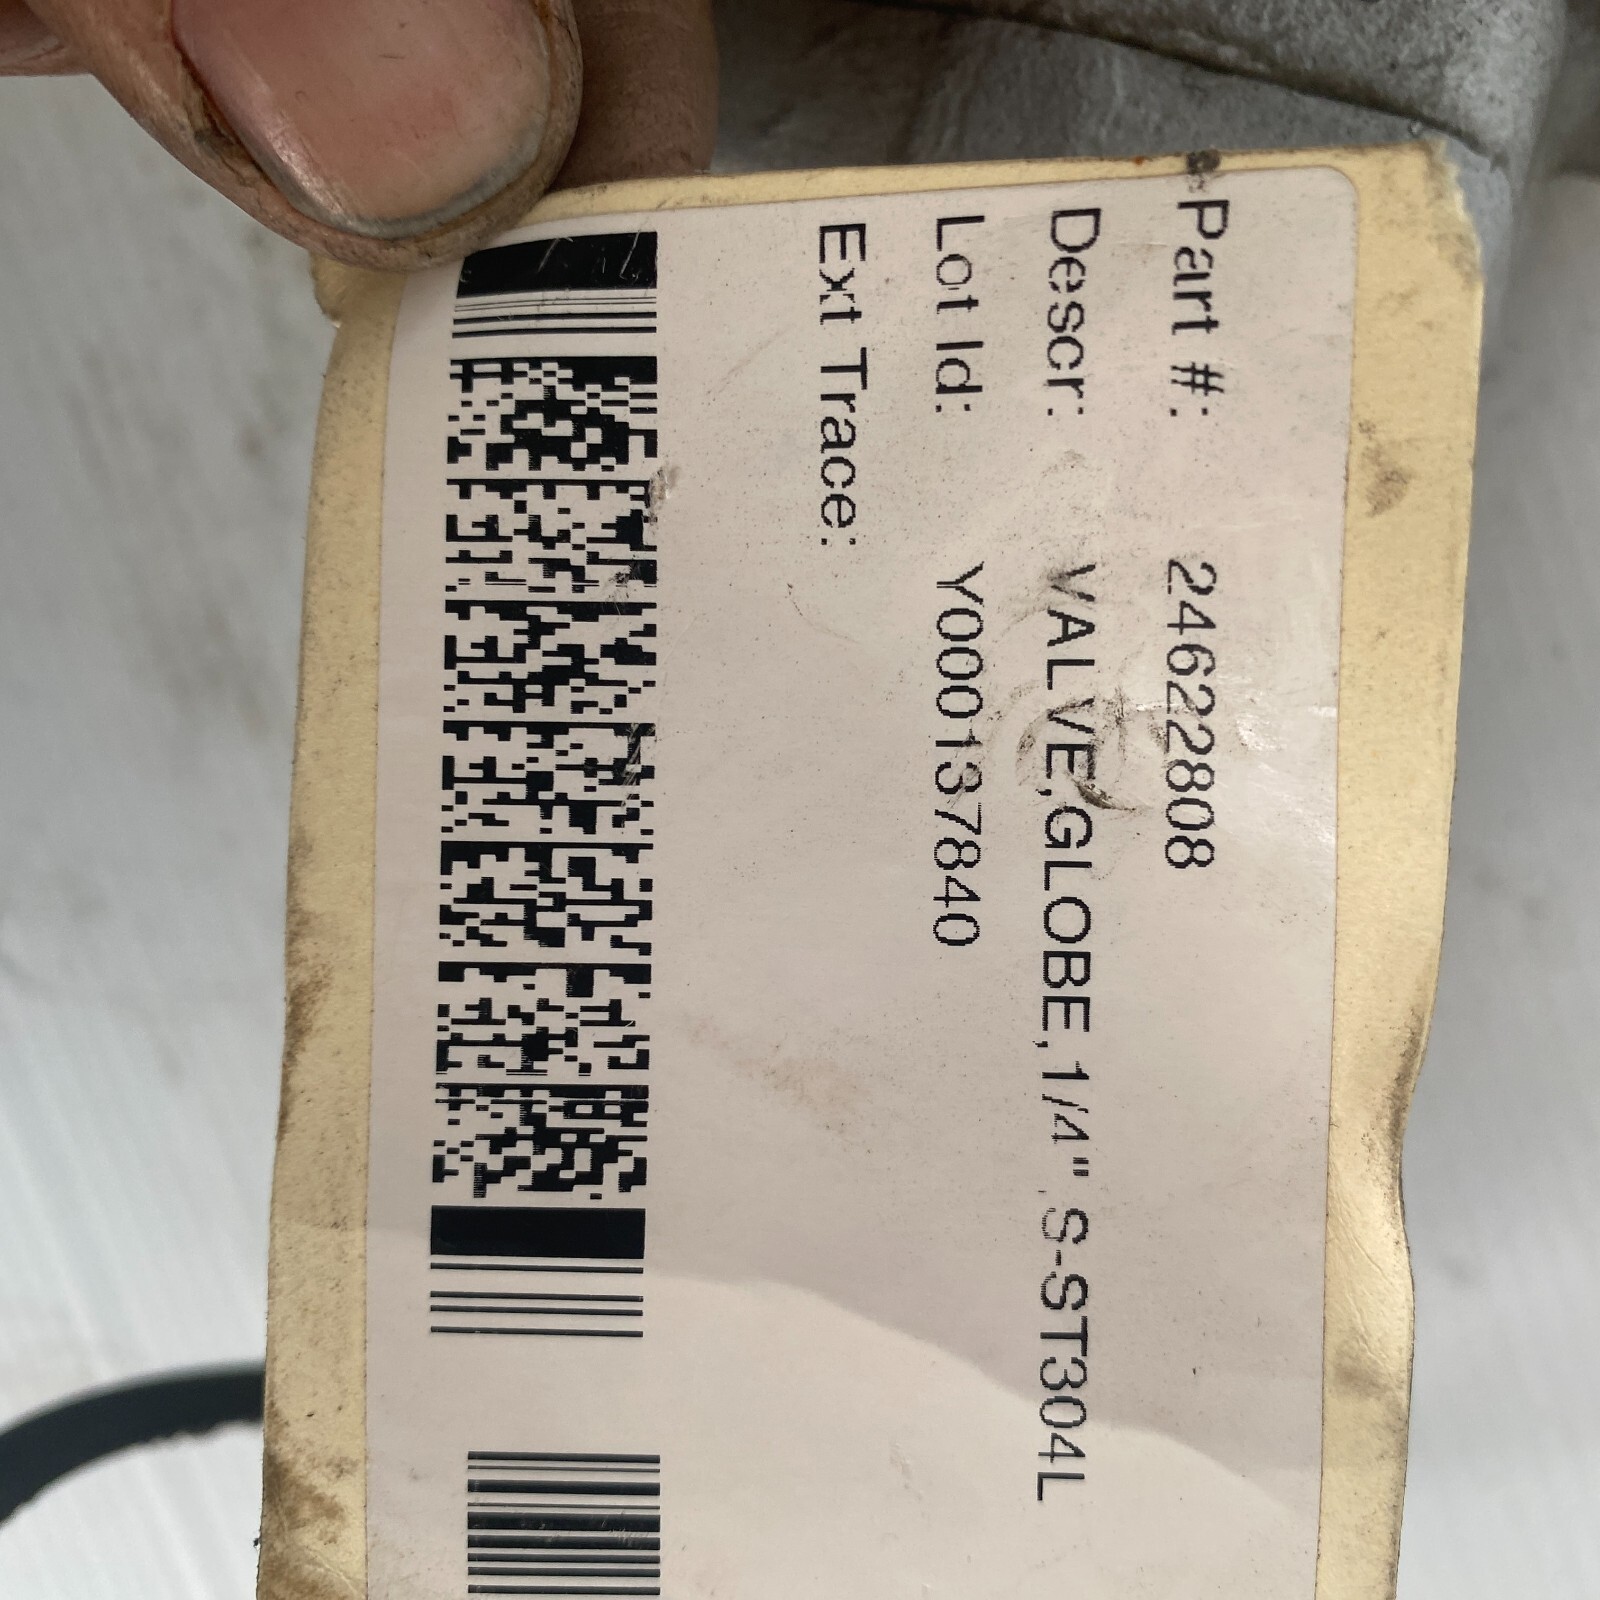 Part #: 24622808
Descr: VALVE,GLOBE,1/4" S-ST304L
Lot Id: Y000137840
Ext Trace: